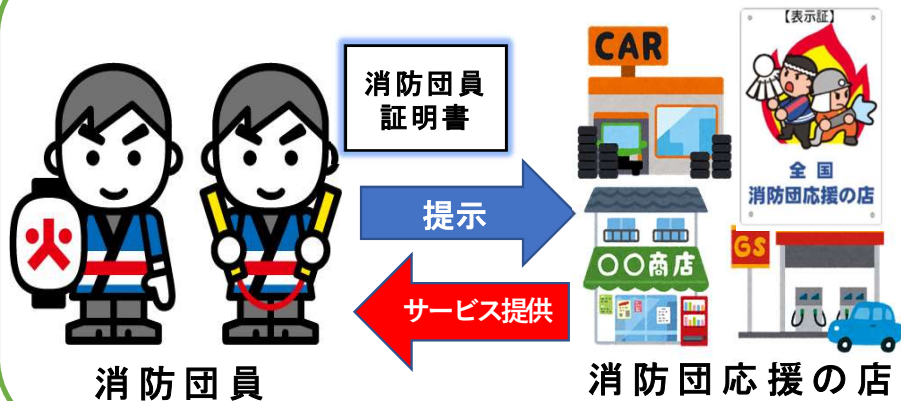 【表示証】
CAR
消防団員
証明書
全国
消防団応援の店
提示
火
GS
〇〇商店
サービス提供
消防団員
消防団応援の店